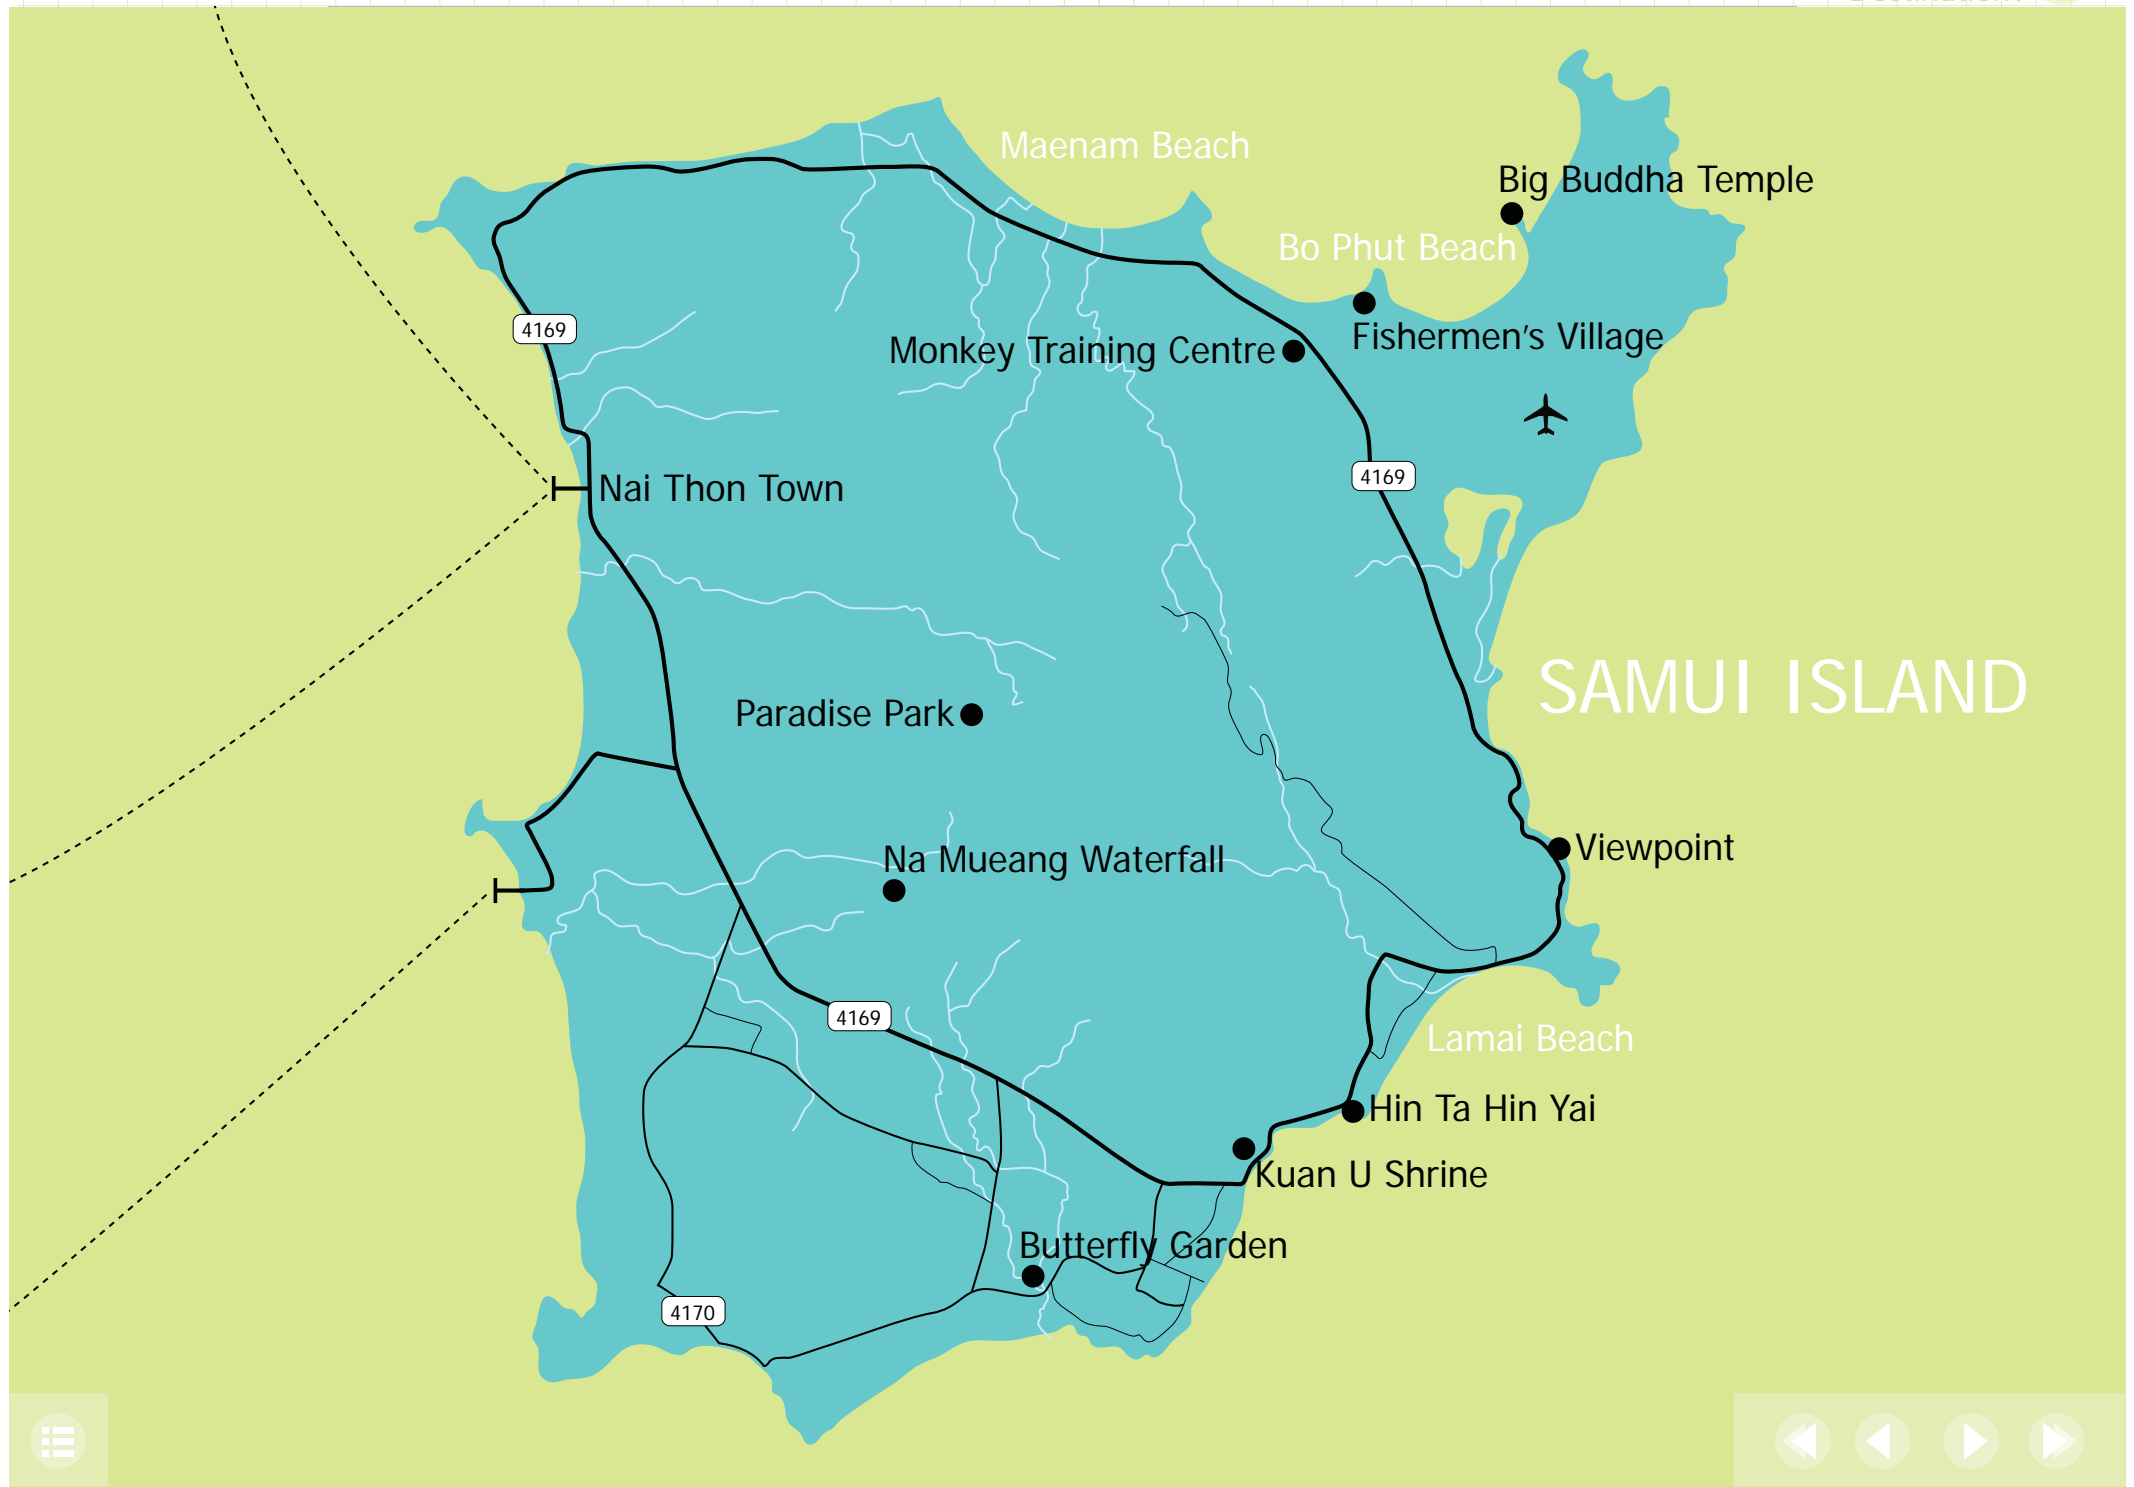 Maenam Beach
Big Buddha Temple
Bo Phut Beach
4169
Fishermen's Village
Monkey Training Centre
4169
Nai Thon Town
SAMUI ISLAND
Paradise Park
Viewpoint
Na Mueang Waterfall
4169
Lamai Beach
Hin Ta Hin Yai
Kuan U Shrine
Butterfly Garden
4170